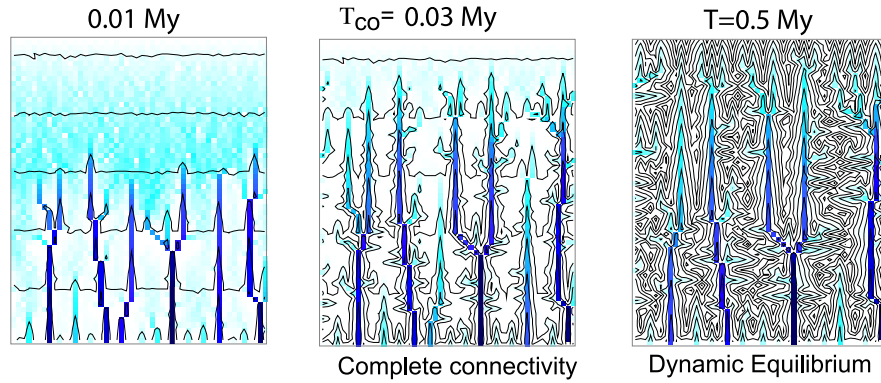 0.01 My
Tco= 0.03 My
T=0.5 My
Complete connectivity
Dynamic Equilibrium